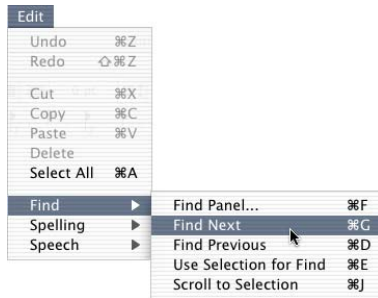 Edit
Undo ⌘Z
Redo ⇧⌘Z
Cut ⌘X
Copy ⌘C
Paste ⌘V
Delete
Select All ⌘A
Find ▶
Spelling ▶
Speech ▶
Find Panel... ⌘F
Find Next ⌘G
Find Previous ⌘D
Use Selection for Find ⌘E
Scroll to Selection ⌘J